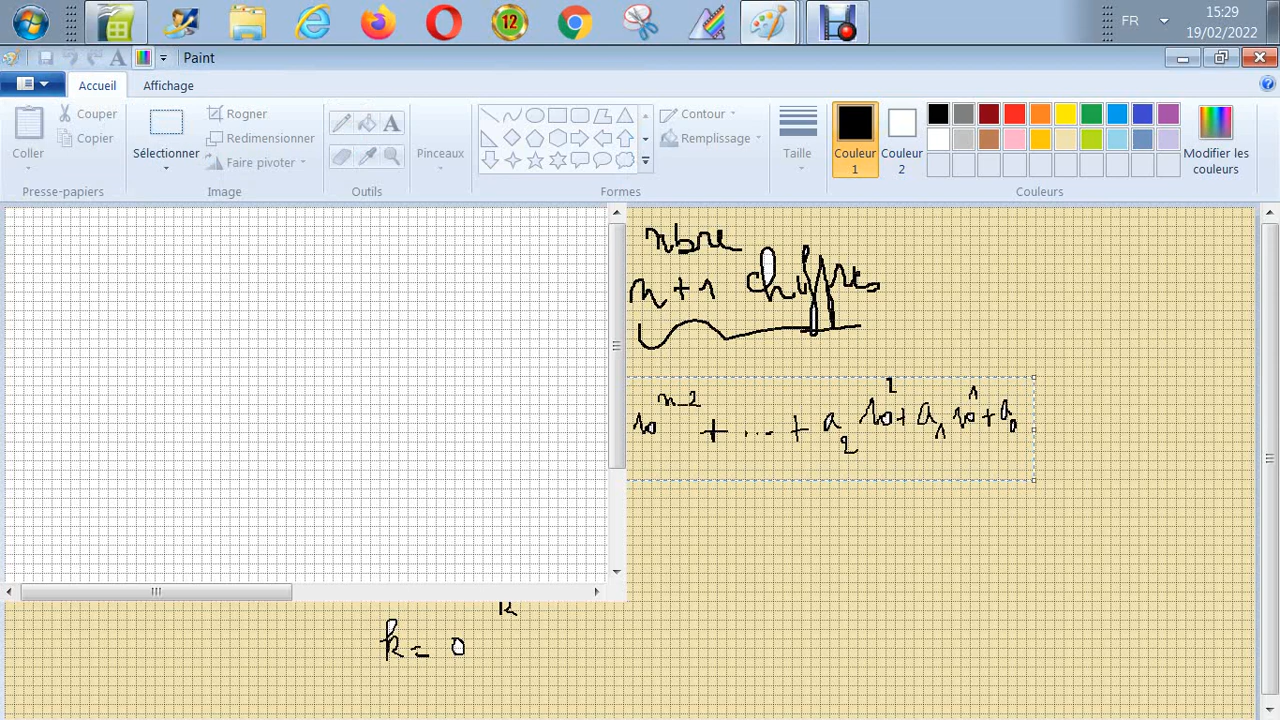 FR
15:29
19/02/2022
12
Paint
Accueil Affichage
Coller
Couper
Copier
Presse-papiers
Sélectionner
Rogner
Redimensionner
Faire pivoter
Image
Outils
Pinceaux
Contour
Remplissage
Formes
Taille
Couleur 1
Couleur 2
Modifier les couleurs
Couleurs
nbre
n+1 chiffres
10^{n-2} + ... + a_2 10^2 + a_1 10^1 + a_0
k
k = 0